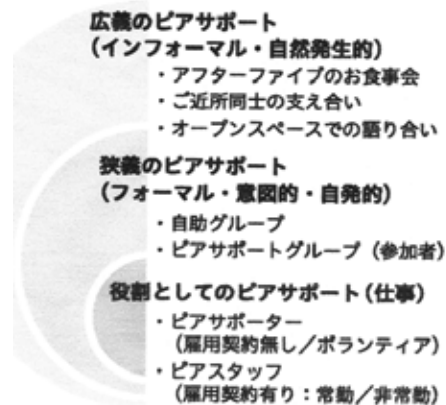 広義のピアサポート
（インフォーマル・自然発生的）
・アフターファイブのお食事会
・ご近所同士の支え合い
・オープンスペースでの語り合い
狭義のピアサポート
（フォーマル・意図的・自発的）
・自助グループ
・ピアサポートグループ（参加者）
役割としてのピアサポート（仕事）
・ピアサポーター
（雇用契約無し／ボランティア）
・ピアスタッフ
（雇用契約有り：常勤／非常勤）